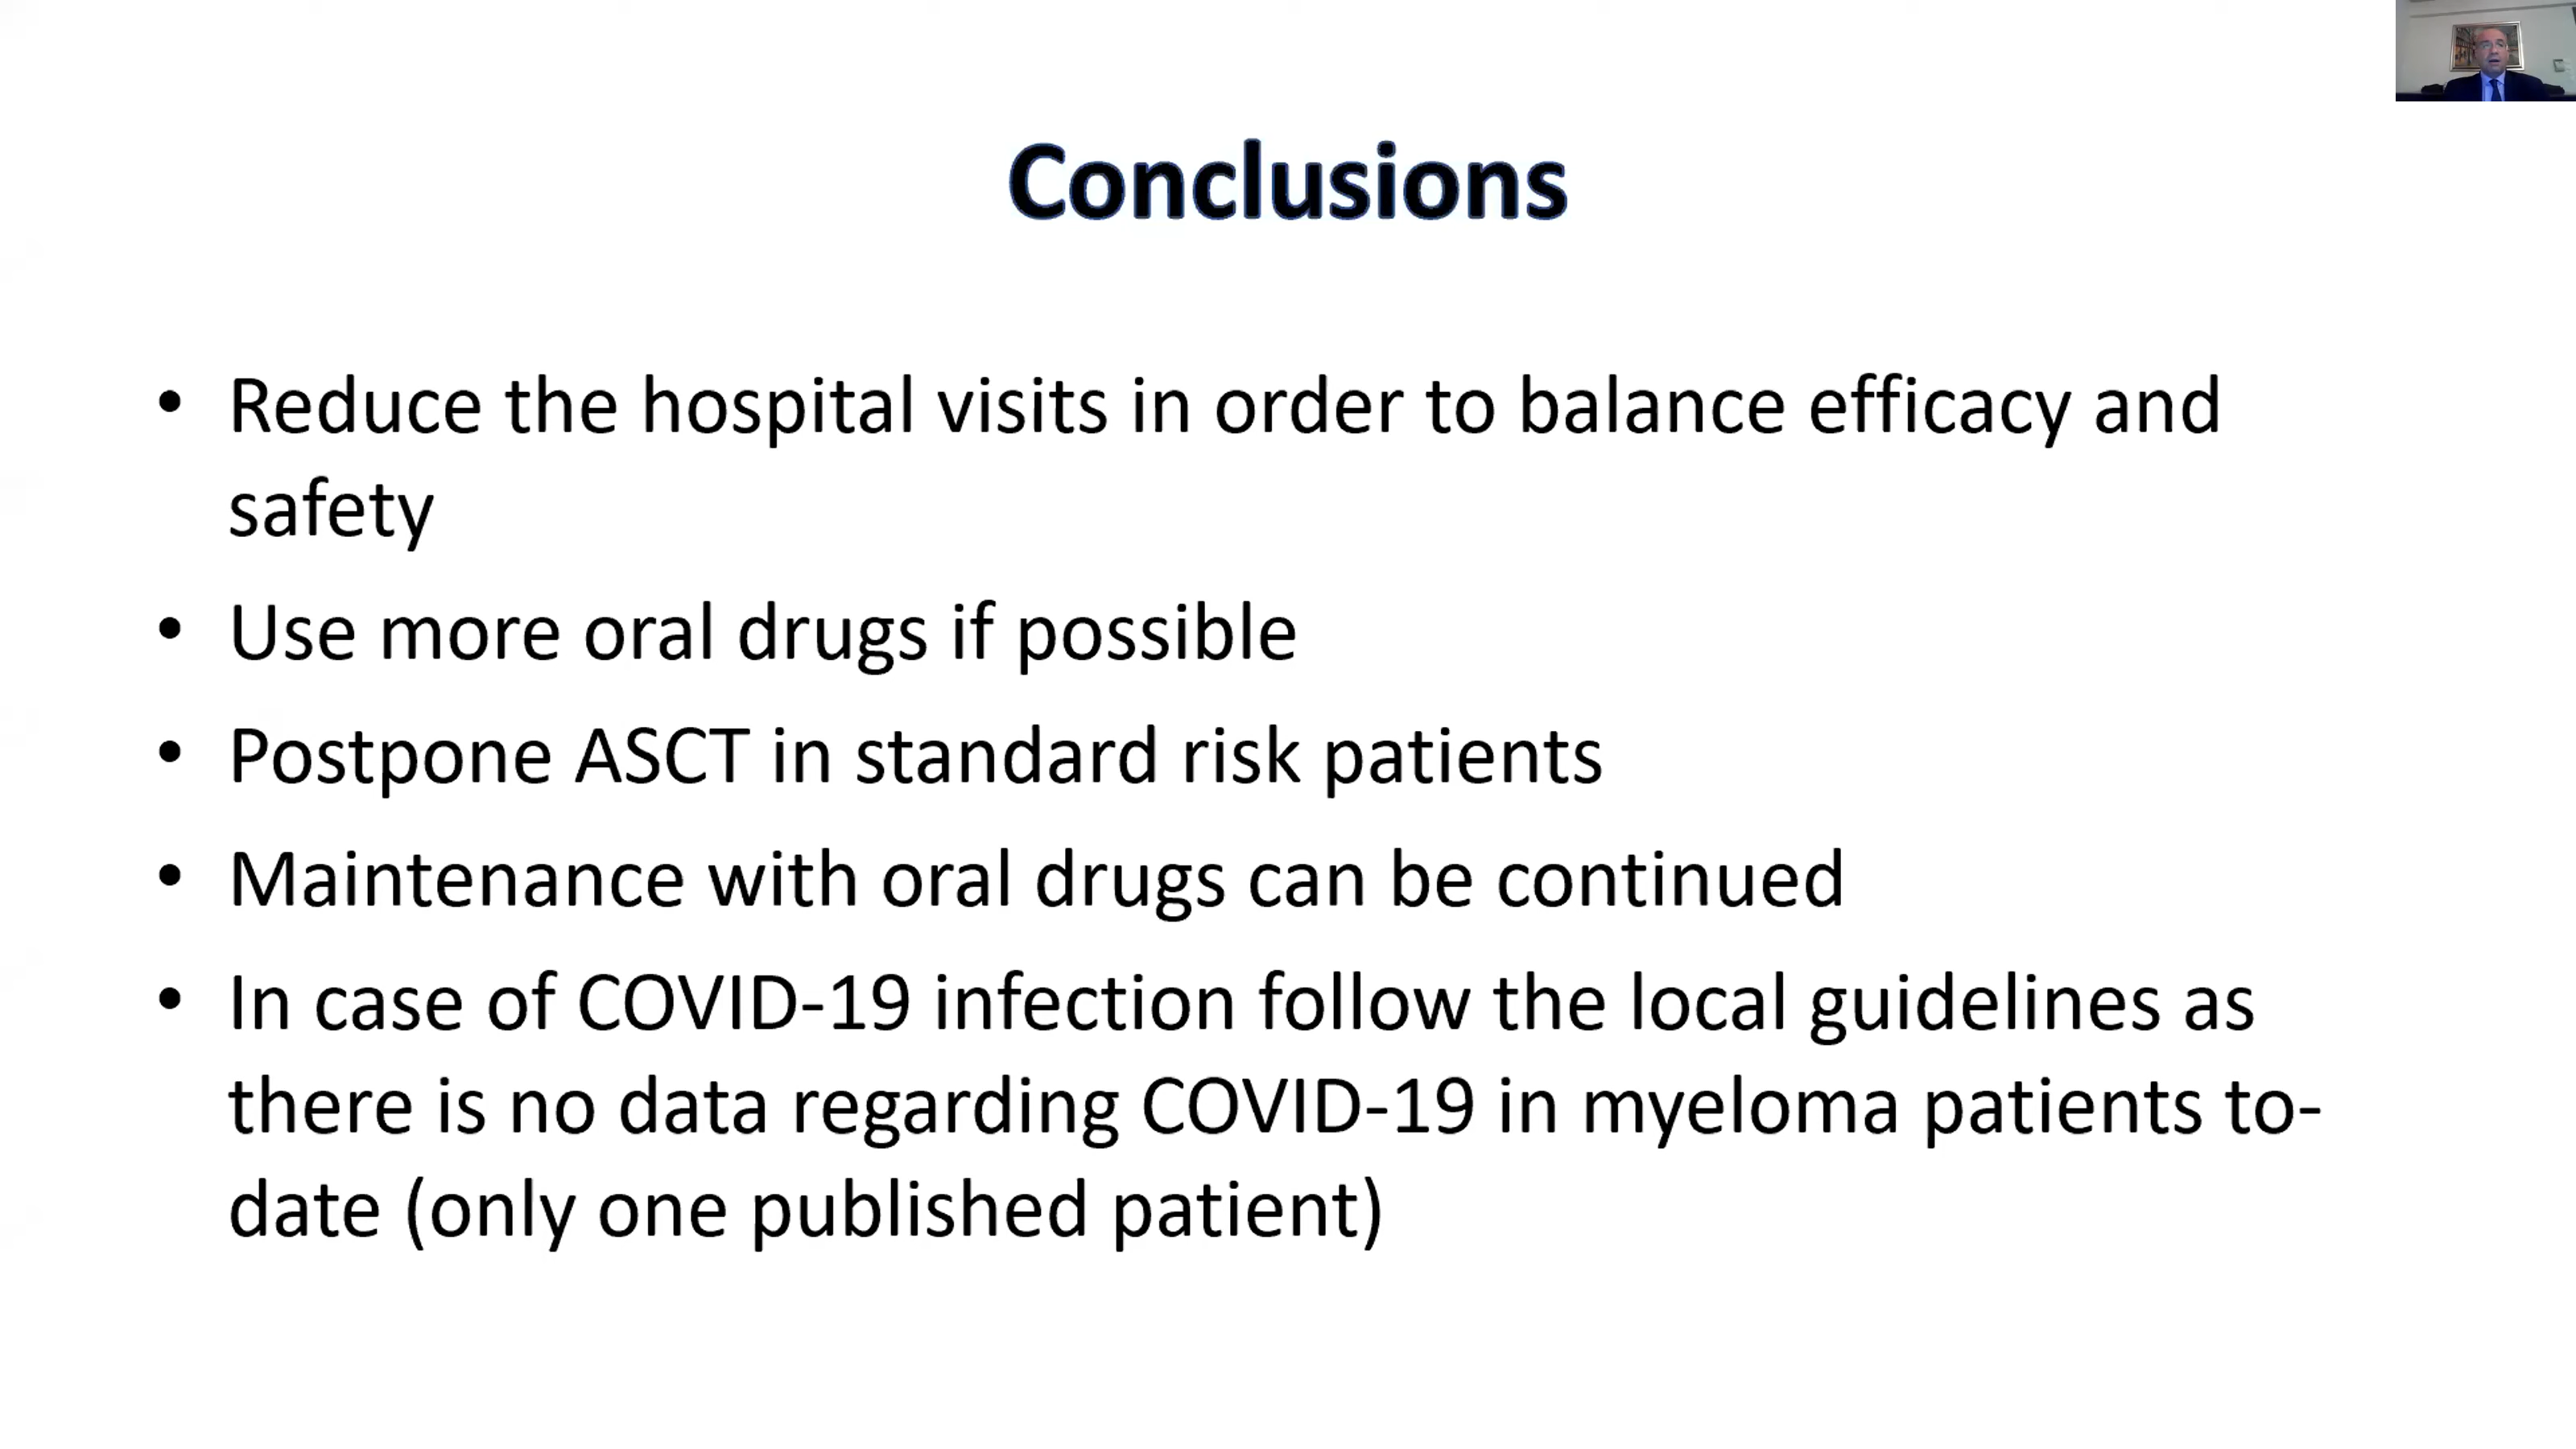 Conclusions
• Reduce the hospital visits in order to balance efficacy and
safety
• Use more oral drugs if possible
• Postpone ASCT in standard risk patients
• Maintenance with oral drugs can be continued
• In case of COVID-19 infection follow the local guidelines as
there is no data regarding COVID-19 in myeloma patients to-
date (only one published patient)